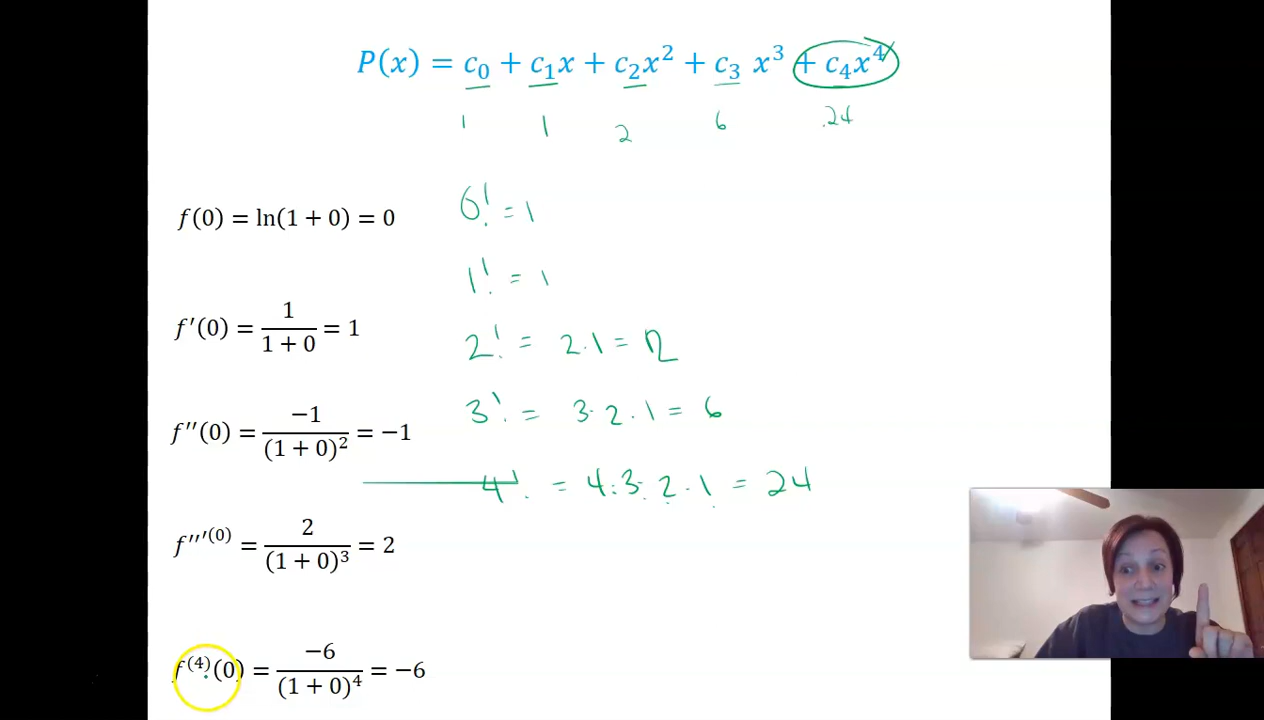 P(x) = c₀ + c₁x + c₂x² + c₃ x³ + c₄x⁴
1 1 2 6 24
f(0) = ln(1 + 0) = 0
6! = 1
1! = 1
f′(0) = 1/(1 + 0) = 1
2! = 2·1 = 2
3! = 3·2·1 = 6
f′′(0) = −1/(1 + 0)² = −1
4! = 4·3·2·1 = 24
f′′′⁽⁰⁾ = 2/(1 + 0)³ = 2
f⁽⁴⁾(0) = −6/(1 + 0)⁴ = −6